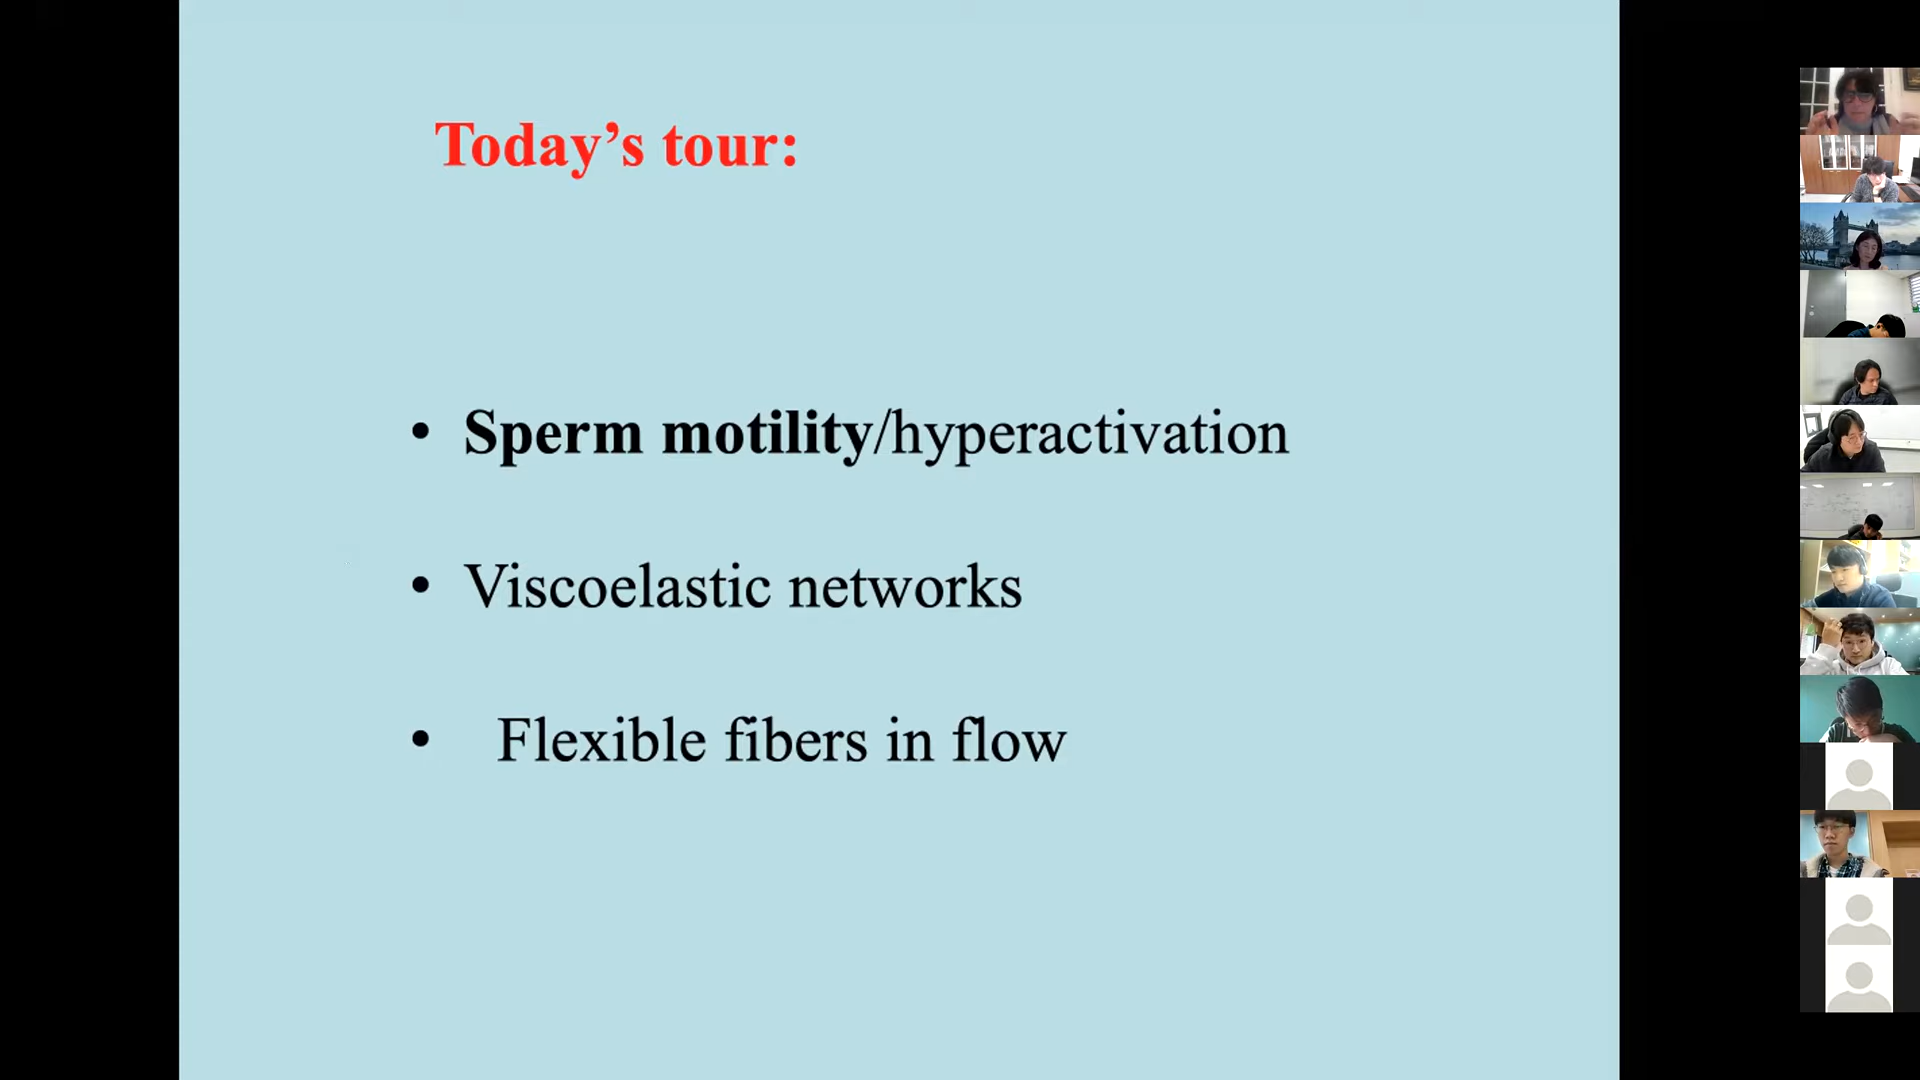 Today’s tour:
• Sperm motility/hyperactivation
• Viscoelastic networks
• Flexible fibers in flow